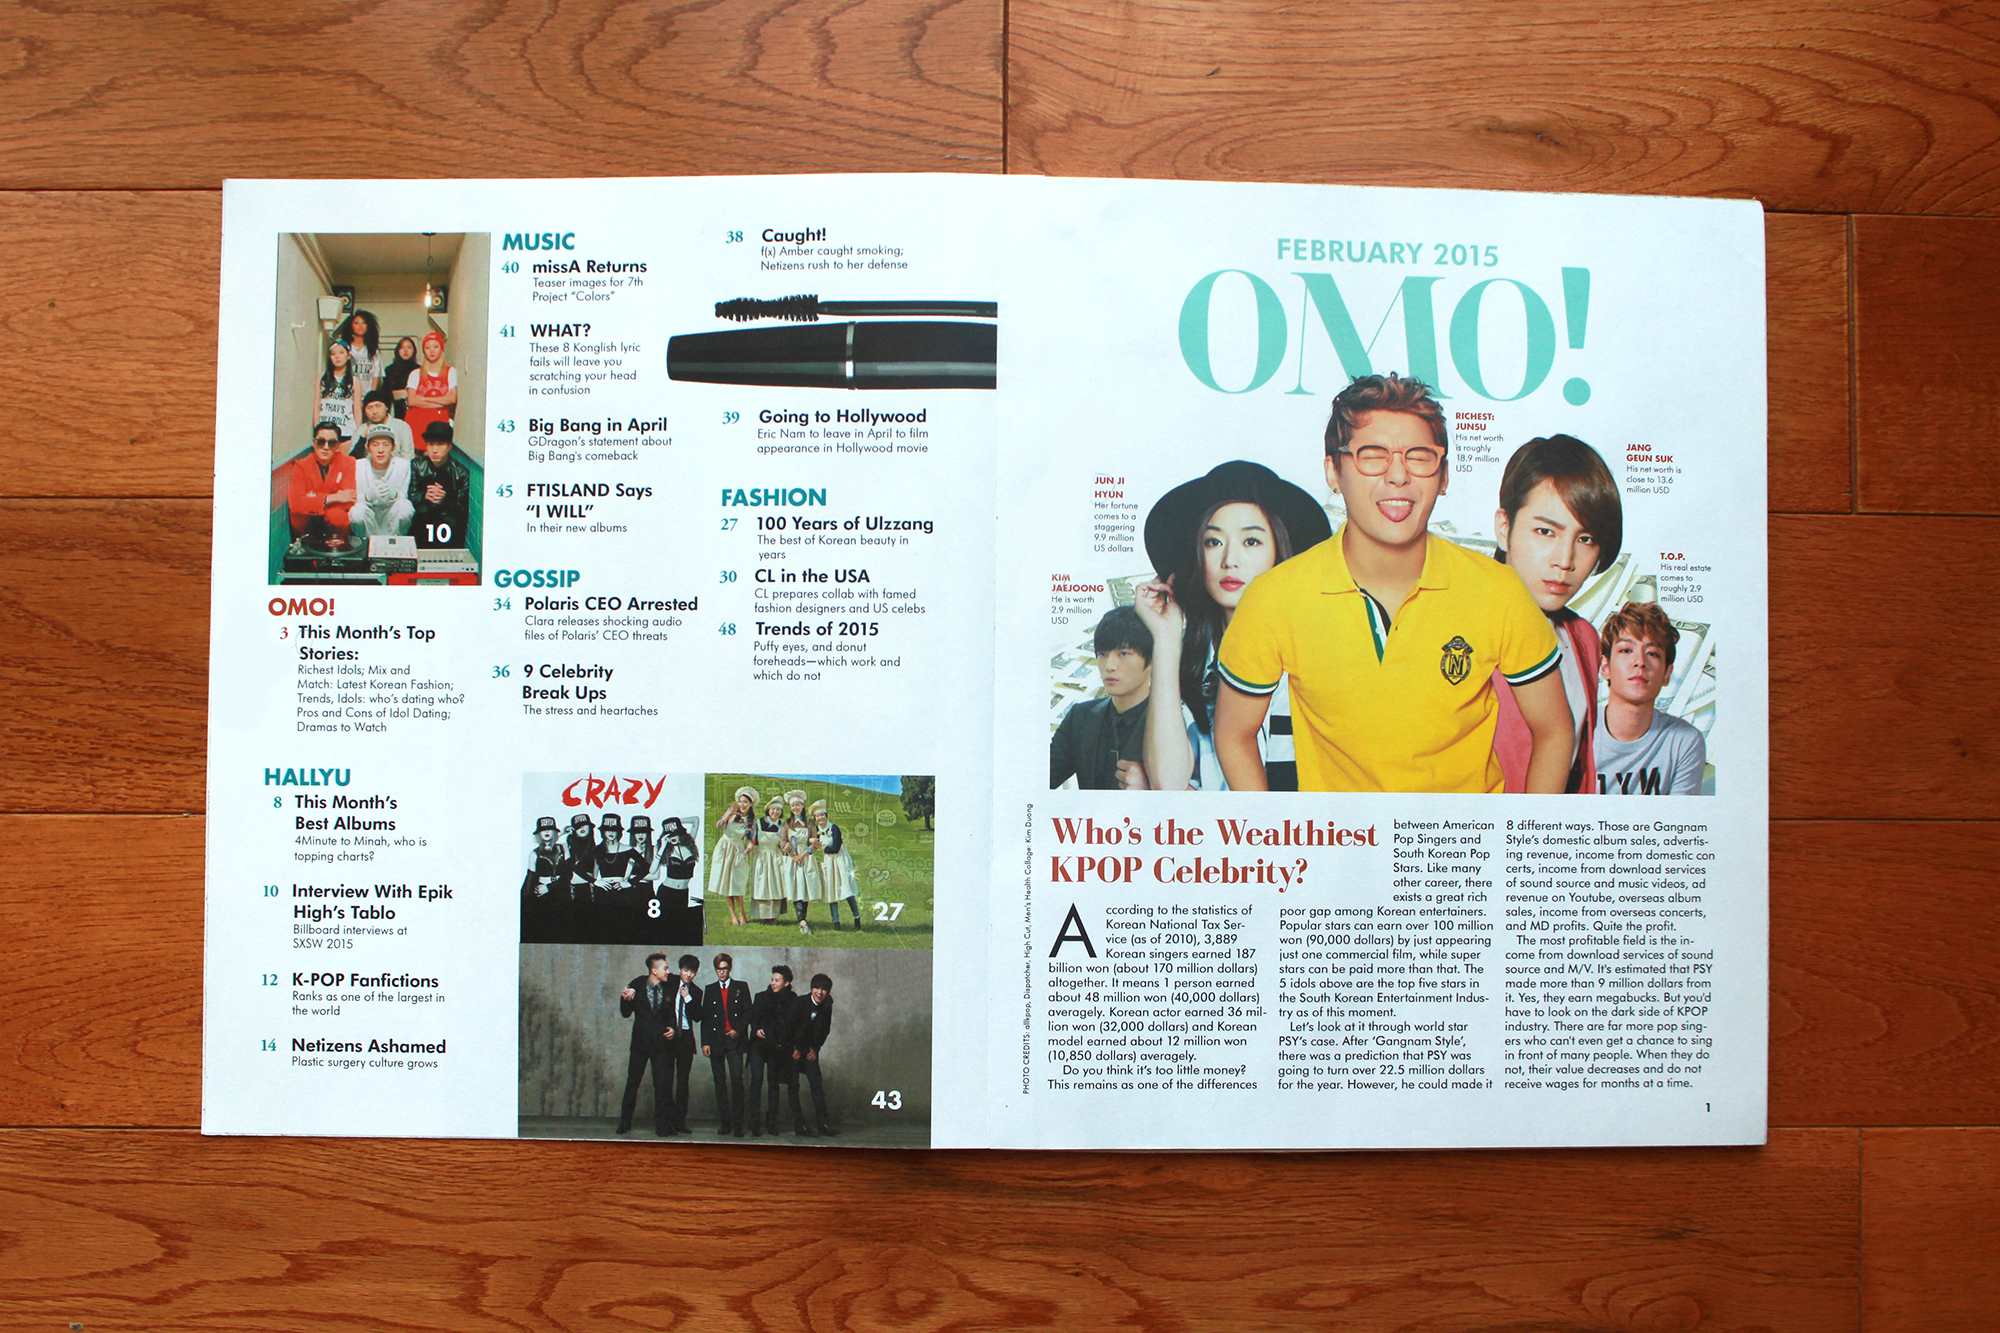 10
OMO!
3 This Month's Top
Stories:
Richest Idols; Mix and
Match: Latest Korean Fashion;
Trends, Idols: who's dating who?
Pros and Cons of Idol Dating;
Dramas to Watch
HALLYU
8 This Month's
Best Albums
4Minute to Minah, who is
topping charts?
10 Interview With Epik
High's Tablo
Billboard interviews at
SXSW 2015
12 K-POP Fanfictions
Ranks as one of the largest in
the world
14 Netizens Ashamed
Plastic surgery culture grows
MUSIC
40 missA Returns
Teaser images for 7th
Project "Colors"
41 WHAT?
These 8 Konglish lyric
fails will leave you
scratching your head
in confusion
43 Big Bang in April
GDragon's statement about
Big Bang's comeback
45 FTISLAND Says
"I WILL"
In their new albums
GOSSIP
34 Polaris CEO Arrested
Clara releases shocking audio
files of Polaris' CEO threats
36 9 Celebrity
Break Ups
The stress and heartaches
38 Caught!
f(x) Amber caught smoking;
Netizens rush to her defense
39 Going to Hollywood
Eric Nam to leave in April to film
appearance in Hollywood movie
FASHION
27 100 Years of Ulzzang
The best of Korean beauty in
years
30 CL in the USA
CL prepares collab with famed
fashion designers and US celebs
48 Trends of 2015
Puffy eyes, and donut
foreheads—which work and
which do not
CRAZY
8
27
43
FEBRUARY 2015
OMO!
KIM
JAEJOONG
He is worth
2.9 million
USD
JUN JI
HYUN
Her fortune
comes to a
staggering
9.9 million
US dollars
RICHEST:
JUNSU
His net worth
is roughly
18.9 million
USD
JANG
GEUN SUK
His net worth is
close to 13.6
million USD
T.O.P.
His real estate
comes to
roughly 2.9
million USD
N
PHOTO CREDITS: allkpop, Dispatcher, High Cut, Men's Health Collage: Kim Duong
Who's the Wealthiest
KPOP Celebrity?
According to the statistics of
Korean National Tax Ser-
vice (as of 2010), 3,889
Korean singers earned 187
billion won (about 170 million dollars)
altogether. It means 1 person earned
about 48 million won (40,000 dollars)
averagely. Korean actor earned 36 mil-
lion won (32,000 dollars) and Korean
model earned about 12 million won
(10,850 dollars) averagely.
Do you think it's too little money?
This remains as one of the differences
between American
Pop Singers and
South Korean Pop
Stars. Like many
other career, there
exists a great rich
poor gap among Korean entertainers.
Popular stars can earn over 100 million
won (90,000 dollars) by just appearing
just one commercial film, while super
stars can be paid more than that. The
5 idols above are the top five stars in
the South Korean Entertainment Indus-
try as of this moment.
Let's look at it through world star
PSY's case. After 'Gangnam Style',
there was a prediction that PSY was
going to turn over 22.5 million dollars
for the year. However, he could made it
8 different ways. Those are Gangnam
Style's domestic album sales, advertis-
ing revenue, income from domestic con
certs, income from download services
of sound source and music videos, ad
revenue on Youtube, overseas album
sales, income from overseas concerts,
and MD profits. Quite the profit.
The most profitable field is the in-
come from download services of sound
source and M/V. It's estimated that PSY
made more than 9 million dollars from
it. Yes, they earn megabucks. But you'd
have to look on the dark side of KPOP
industry. There are far more pop sing-
ers who can't even get a chance to sing
in front of many people. When they do
not, their value decreases and do not
receive wages for months at a time.
1